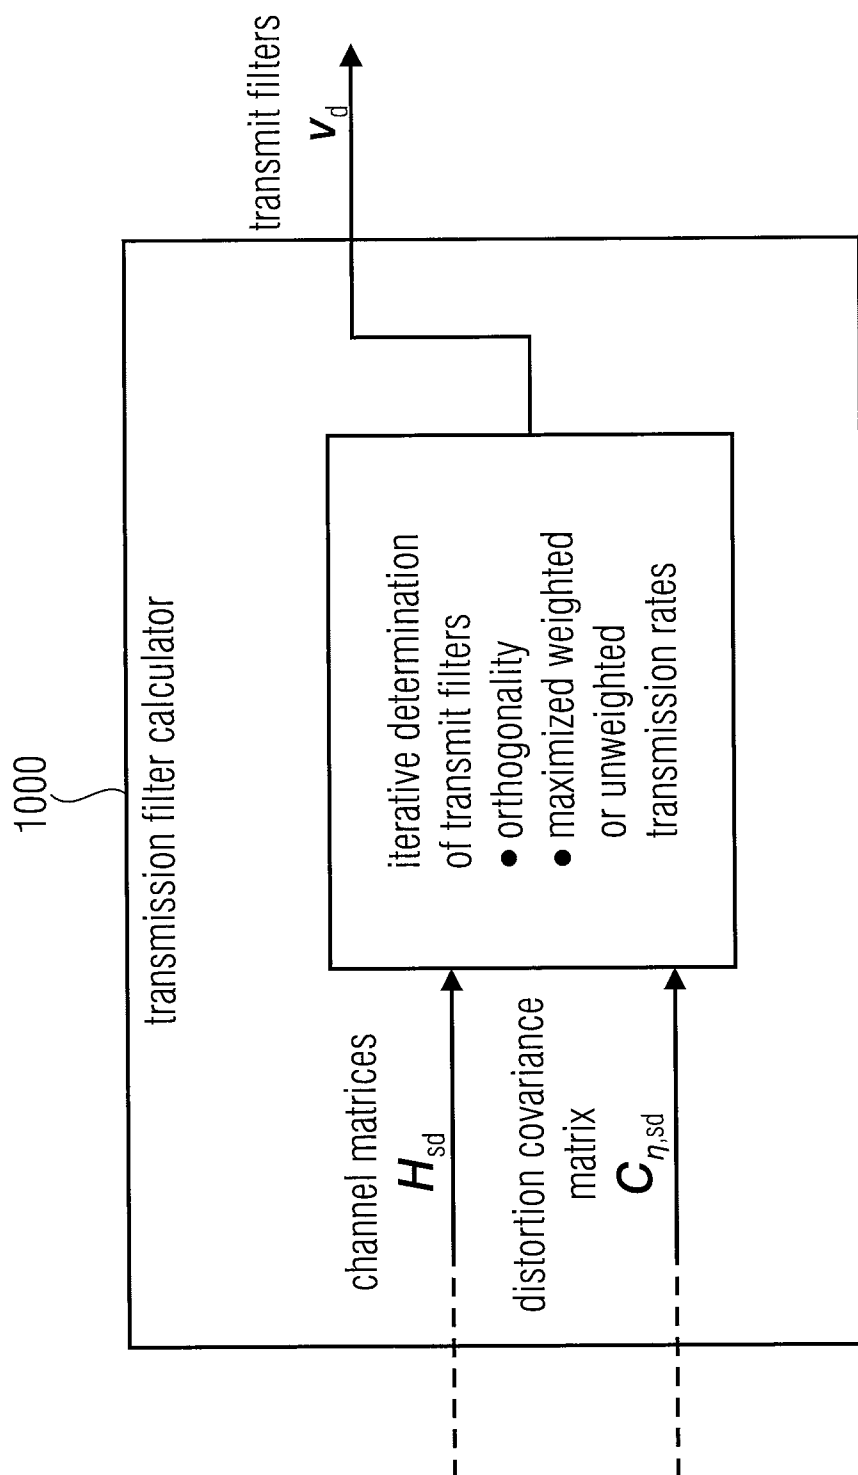 1000
transmission filter calculator
channel matrices
H_sd
distortion covariance
matrix
C_η,sd
iterative determination
of transmit filters
• orthogonality
• maximized weighted
or unweighted
transmission rates
transmit filters
v_d